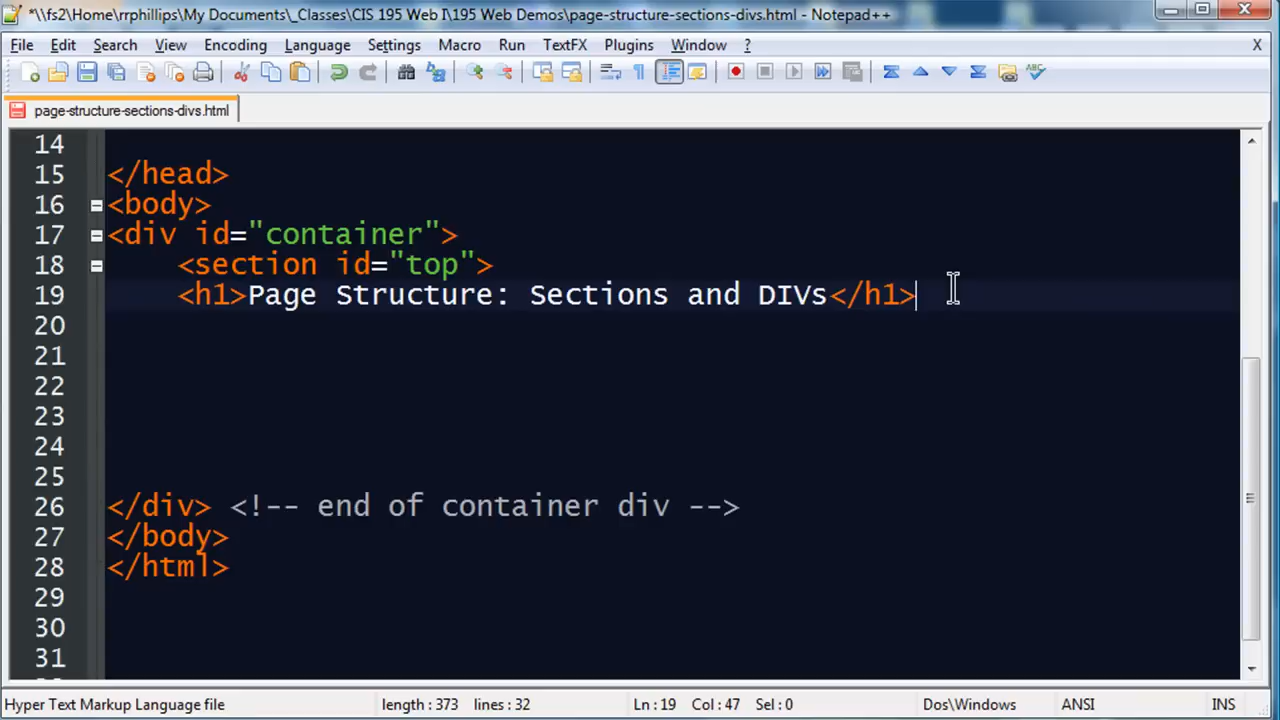 *\\fs2\Home\rrphillips\My Documents\_Classes\CIS 195 Web I\195 Web Demos\page-structure-sections-divs.html - Notepad++
File Edit Search View Encoding Language Settings Macro Run TextFX Plugins Window ? X
page-structure-sections-divs.html
14
15 </head>
16 <body>
17 <div id="container">
18 <section id="top">
19 <h1>Page Structure: Sections and DIVs</h1>
20
21
22
23
24
25
26 </div> <!-- end of container div -->
27 </body>
28 </html>
29
30
31
Hyper Text Markup Language file length : 373 lines : 32 Ln : 19 Col : 47 Sel : 0 Dos\Windows ANSI INS